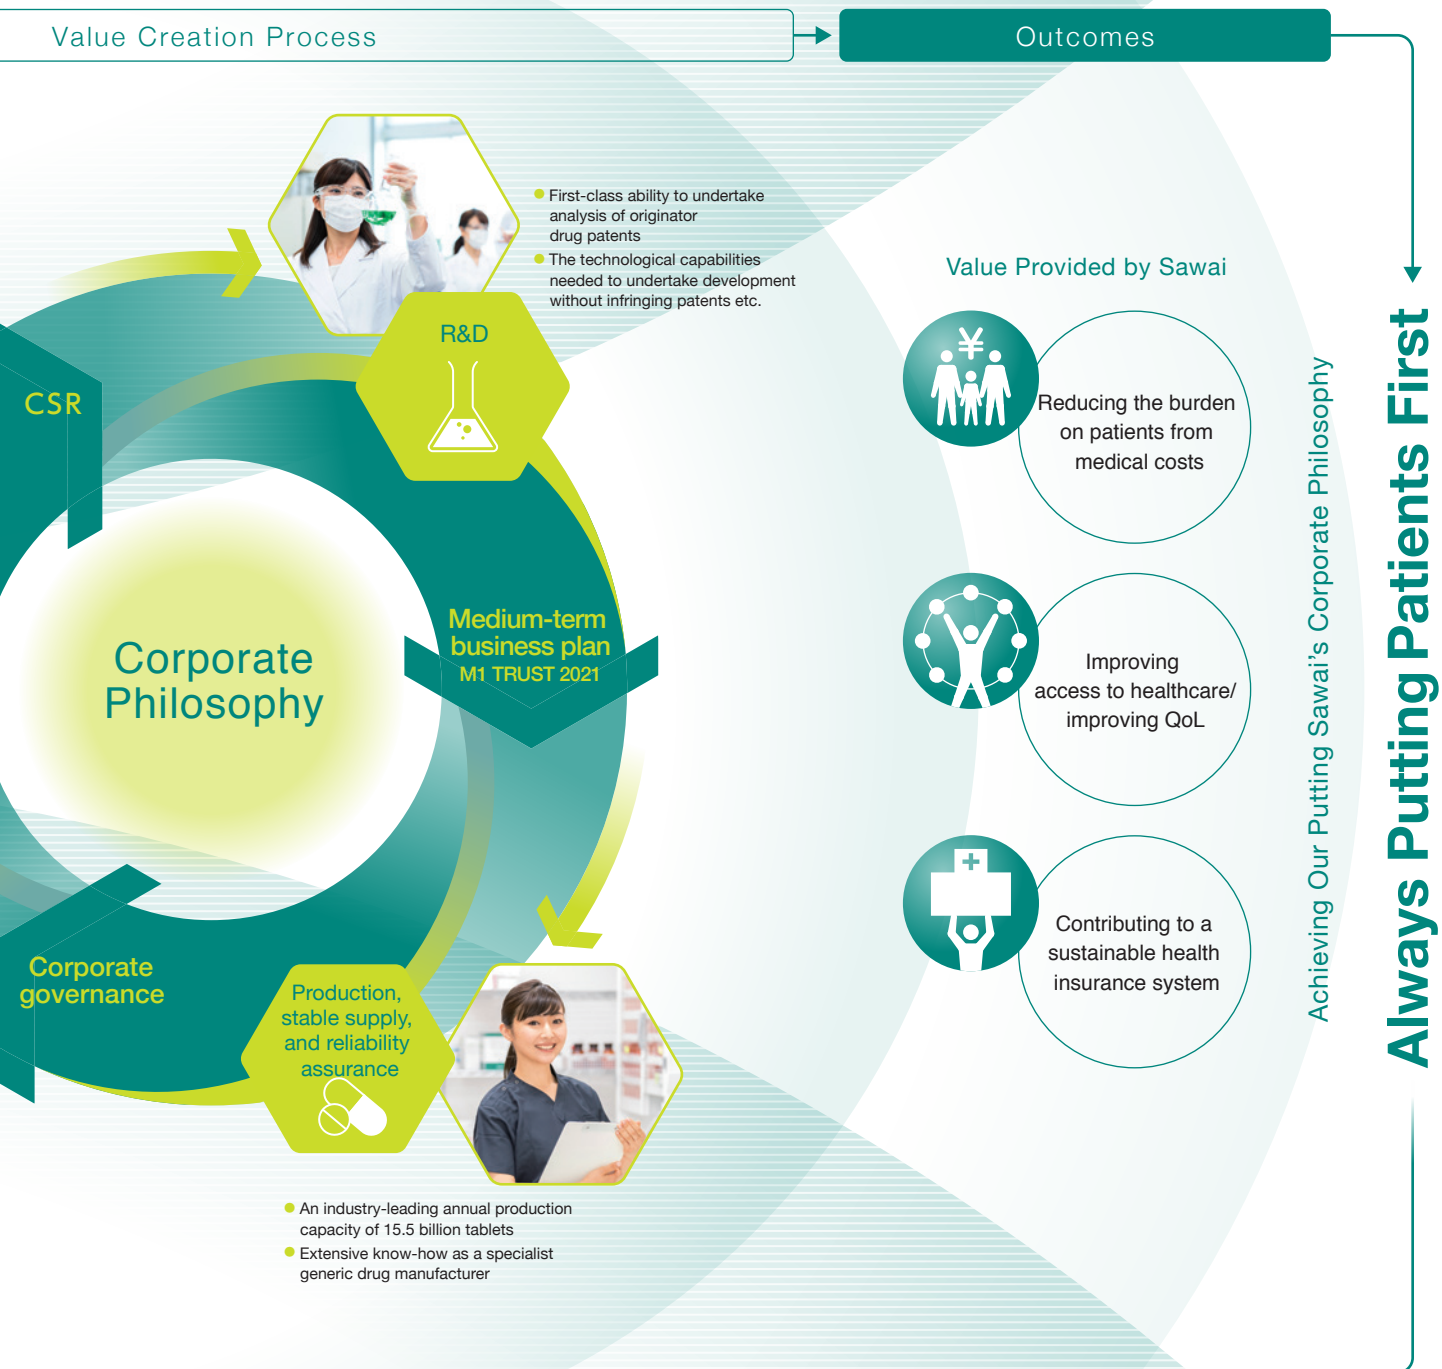 Value Creation Process
Outcomes
First-class ability to undertake
analysis of originator
drug patents
The technological capabilities
needed to undertake development
without infringing patents etc.
R&D
CSR
Medium-term
business plan
M1 TRUST 2021
Corporate
Philosophy
Corporate
governance
Production,
stable supply,
and reliability
assurance
An industry-leading annual production
capacity of 15.5 billion tablets
Extensive know-how as a specialist
generic drug manufacturer
Value Provided by Sawai
¥
Reducing the burden
on patients from
medical costs
Improving
access to healthcare/
improving QoL
Contributing to a
sustainable health
insurance system
Achieving Our Putting Sawai's Corporate Philosophy
Always Putting Patients First